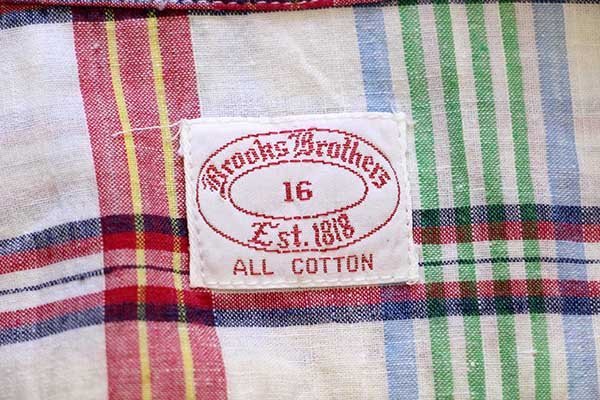 Brooks Brothers
16
Est. 1818
ALL COTTON